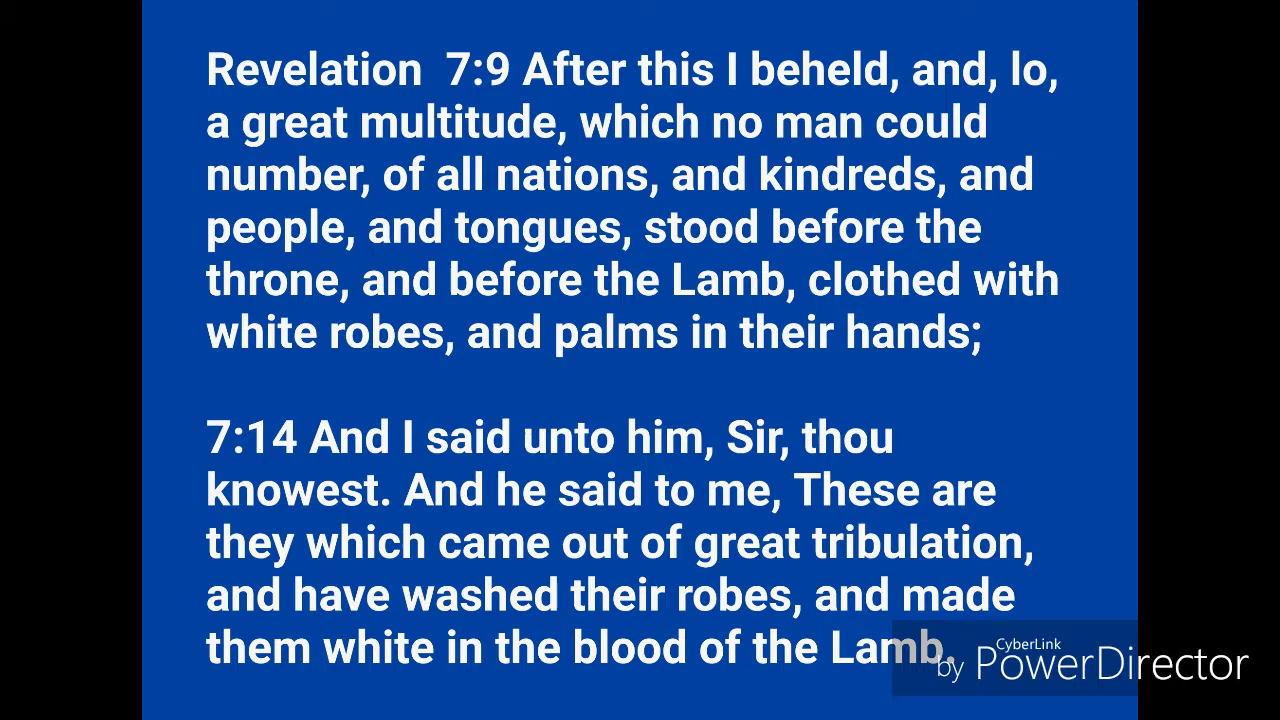 Revelation 7:9 After this I beheld, and, lo,
a great multitude, which no man could
number, of all nations, and kindreds, and
people, and tongues, stood before the
throne, and before the Lamb, clothed with
white robes, and palms in their hands;
7:14 And I said unto him, Sir, thou
knowest. And he said to me, These are
they which came out of great tribulation,
and have washed their robes, and made
them white in the blood of the Lamb.
CyberLink
by PowerDirector